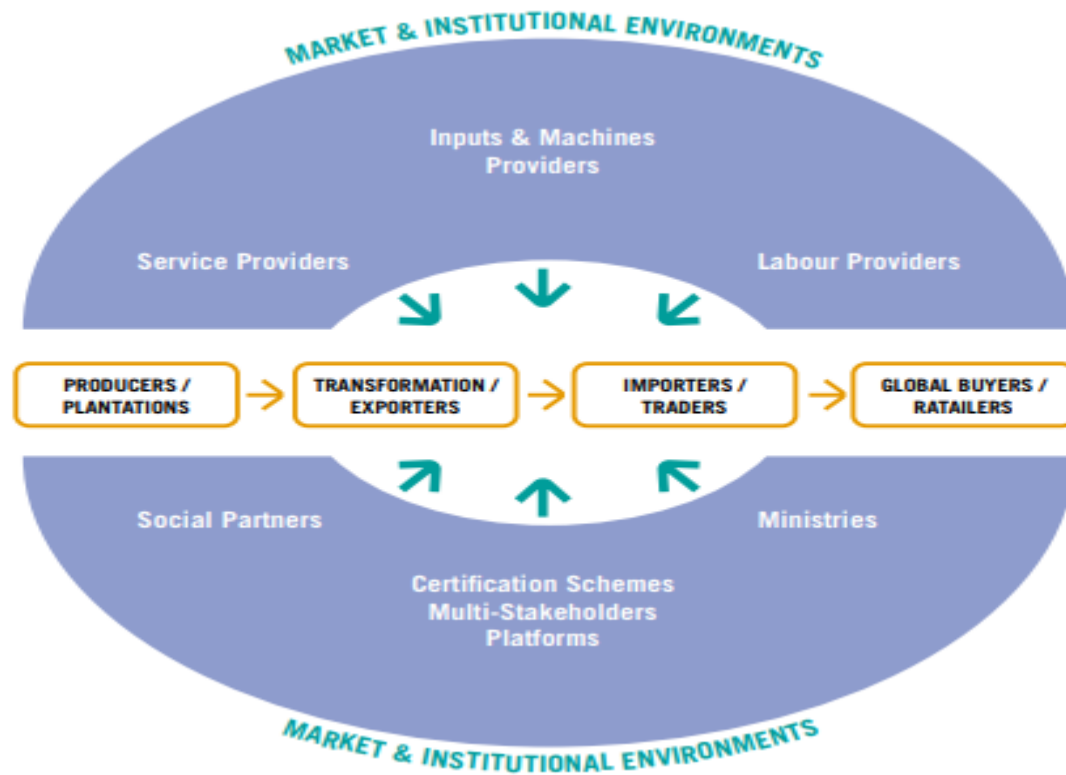 MARKET & INSTITUTIONAL ENVIRONMENTS
Inputs & Machines
Providers
Service Providers
Labour Providers
PRODUCERS /
PLANTATIONS
TRANSFORMATION /
EXPORTERS
IMPORTERS /
TRADER
GLOBAL BUYERS /
RATAILERS
Social Partners
Ministries
Certification Schemes
Multi-Stakeholders
Platforms
MARKET & INSTITUTIONAL ENVIRONMENTS